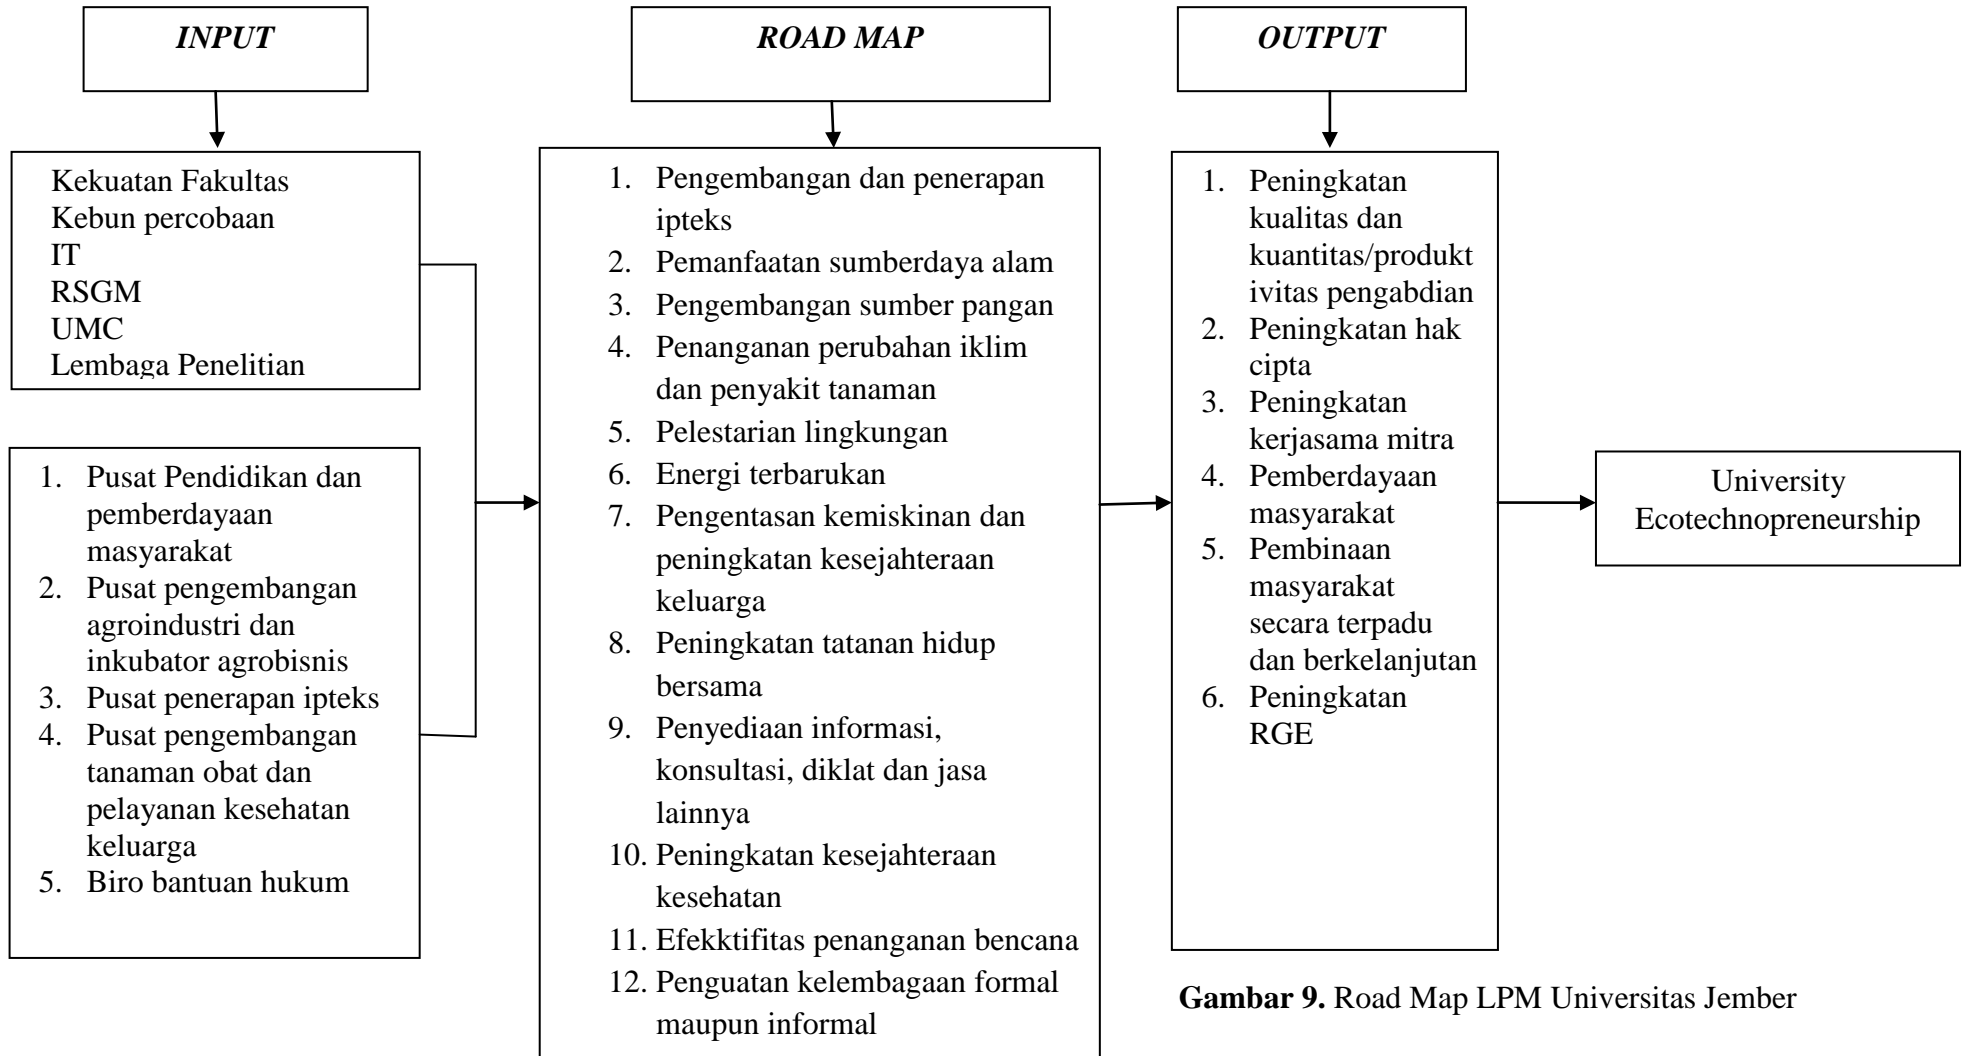 INPUT
Kekuatan Fakultas
Kebun percobaan
IT
RSGM
UMC
Lembaga Penelitian
1. Pusat Pendidikan dan
pemberdayaan
masyarakat
2. Pusat pengembangan
agroindustri dan
inkubator agrobisnis
3. Pusat penerapan ipteks
4. Pusat pengembangan
tanaman obat dan
pelayanan kesehatan
keluarga
5. Biro bantuan hukum
ROAD MAP
1. Pengembangan dan penerapan
ipteks
2. Pemanfaatan sumberdaya alam
3. Pengembangan sumber pangan
4. Penanganan perubahan iklim
dan penyakit tanaman
5. Pelestarian lingkungan
6. Energi terbarukan
7. Pengentasan kemiskinan dan
peningkatan kesejahteraan
keluarga
8. Peningkatan tatanan hidup
bersama
9. Penyediaan informasi,
konsultasi, diklat dan jasa
lainnya
10. Peningkatan kesejahteraan
kesehatan
11. Efekktifitas penanganan bencana
12. Penguatan kelembagaan formal
maupun informal
OUTPUT
1. Peningkatan
kualitas dan
kuantitas/produkt
ivitas pengabdian
2. Peningkatan hak
cipta
3. Peningkatan
kerjasama mitra
4. Pemberdayaan
masyarakat
5. Pembinaan
masyarakat
secara terpadu
dan berkelanjutan
6. Peningkatan
RGE
University
Ecotechnopreneurship
Gambar 9. Road Map LPM Universitas Jember